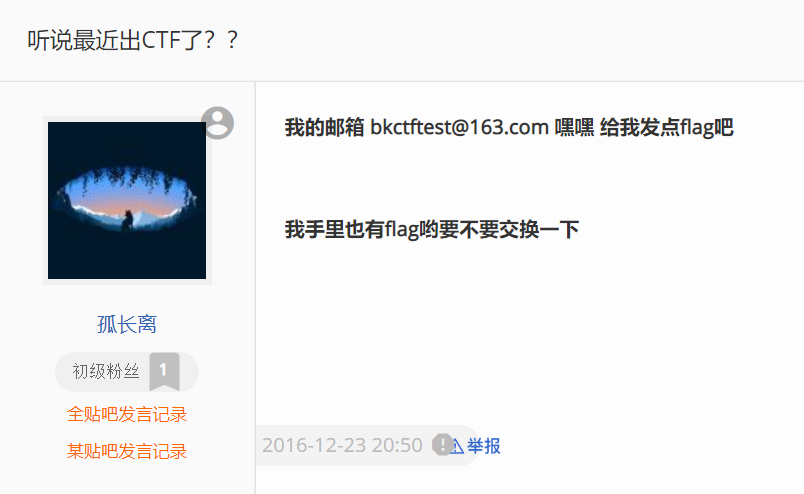 听说最近出CTF了？？
我的邮箱 bkctftest@163.com 嘿嘿 给我发点flag吧
我手里也有flag哟要不要交换一下
孤长离
初级粉丝 1
全贴吧发言记录
某贴吧发言记录
2016-12-23 20:50 举报